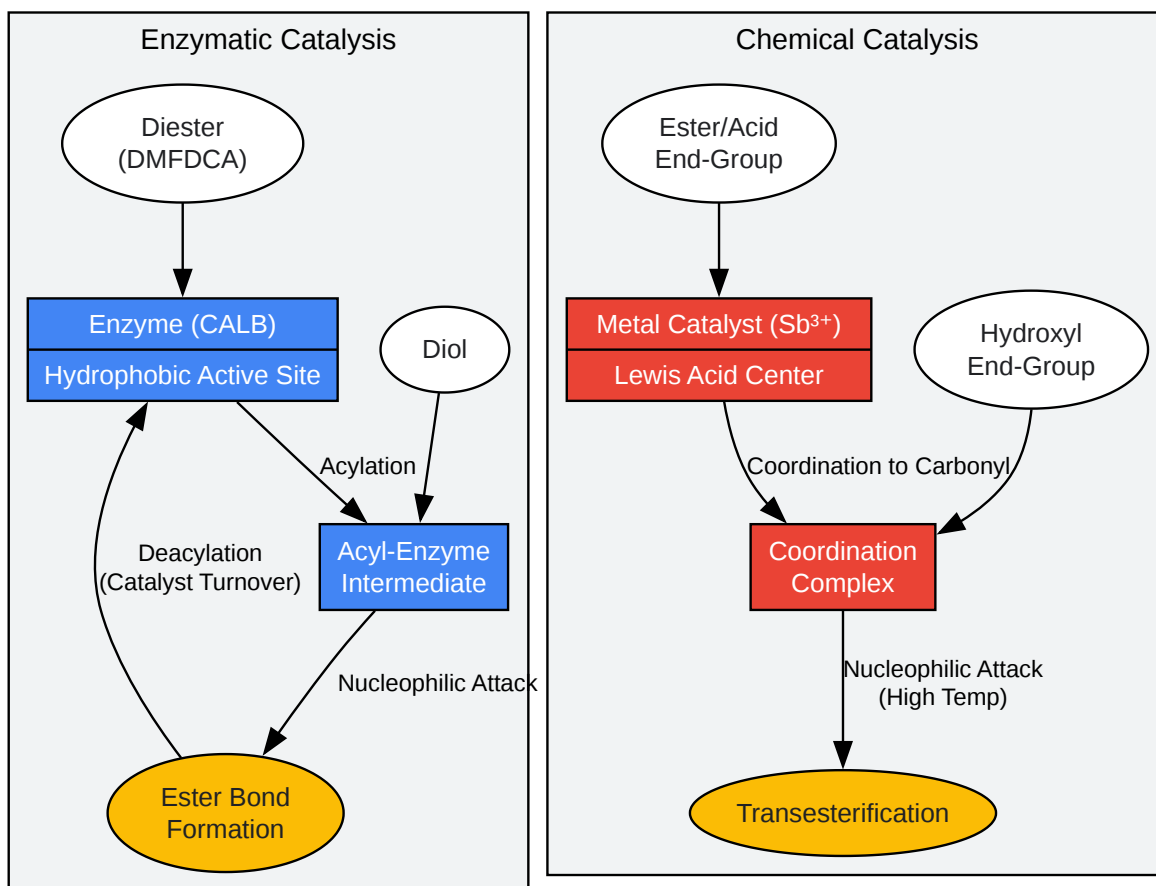 Enzymatic Catalysis
Diester
(DMFDCA)
Enzyme (CALB)
Hydrophobic Active Site
Diol
Acylation
Acyl-Enzyme
Intermediate
Deacylation
(Catalyst Turnover)
Nucleophilic Attack
Ester Bond
Formation
Chemical Catalysis
Ester/Acid
End-Group
Metal Catalyst (Sb³⁺)
Lewis Acid Center
Hydroxyl
End-Group
Coordination to Carbonyl
Coordination
Complex
Nucleophilic Attack
(High Temp)
Transesterification